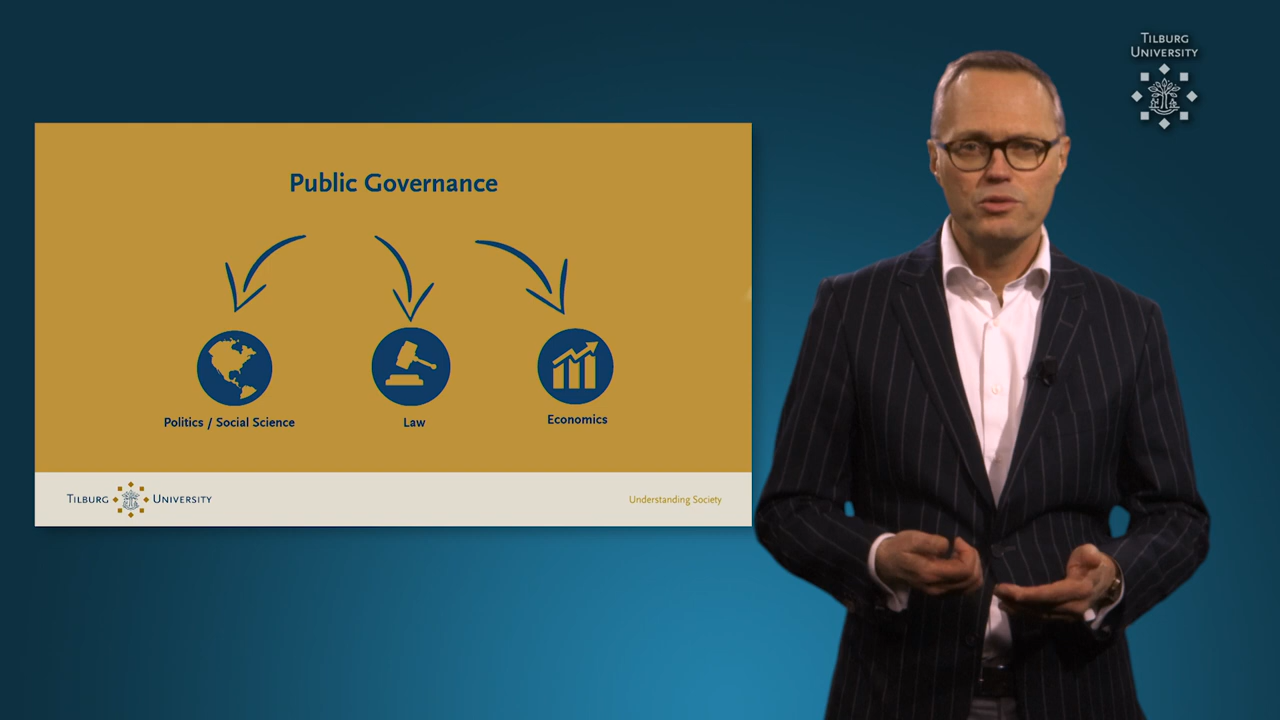 Public Governance
Politics / Social Science
Law
Economics
TILBURG UNIVERSITY
Understanding Society
TILBURG
UNIVERSITY